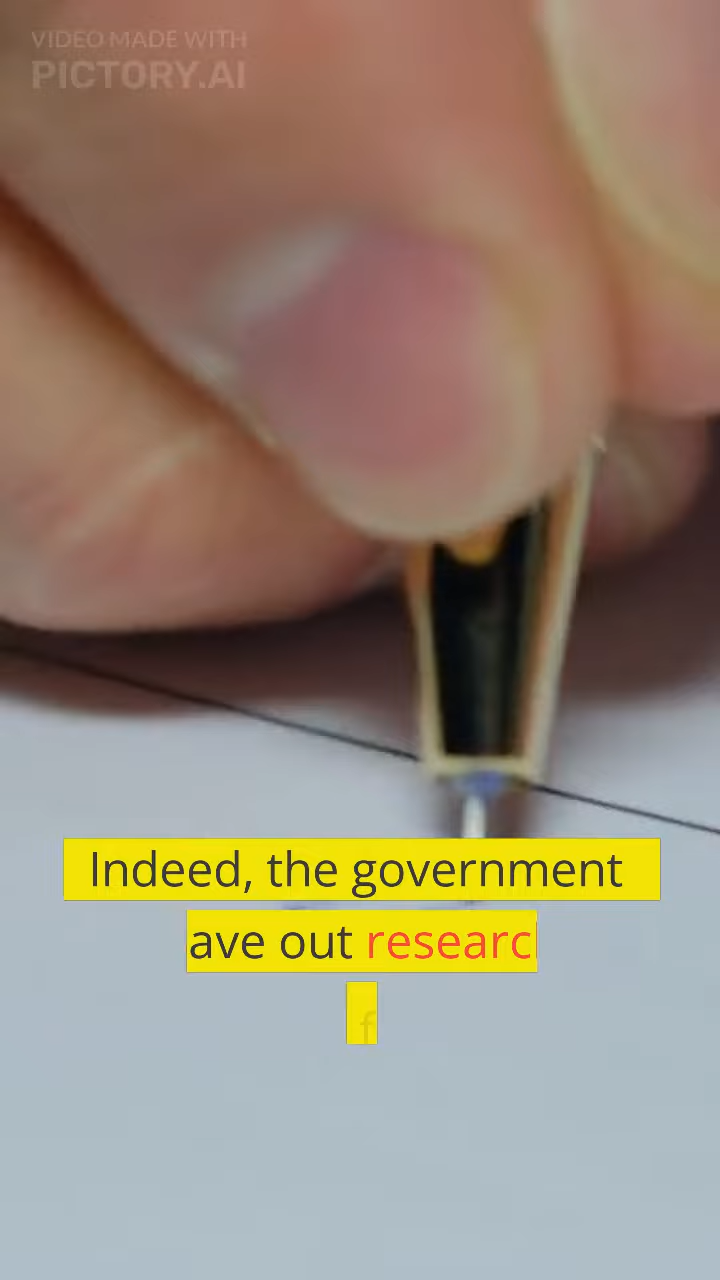 VIDEO MADE WITH
PICTORY.AI
Indeed, the government
ave out researc
f